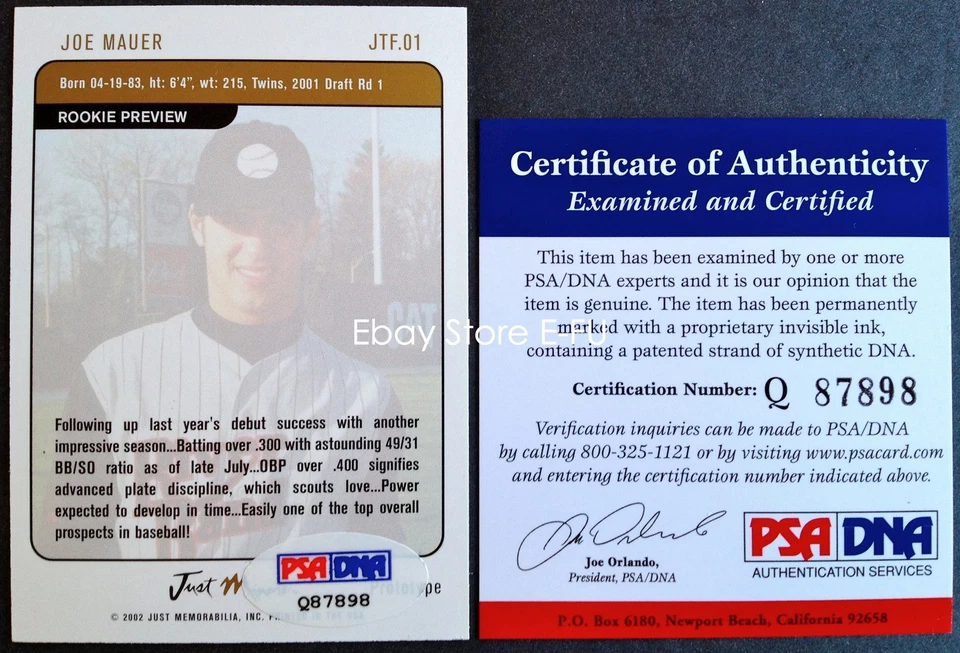 JOE MAUER JTF.01
Born 04-19-83, ht: 6'4", wt: 215, Twins, 2001 Draft Rd 1
ROOKIE PREVIEW
CAT
Following up last year's debut success with another
impressive season...Batting over .300 with astounding 49/31
BB/SO ratio as of late July...OBP over .400 signifies
advanced plate discipline, which scouts love...Power
expected to develop in time...Easily one of the top overall
prospects in baseball!
Just
PSA DNA
Q87898
© 2002 JUST MEMORABILIA, INC. PRINTED IN THE USA
Certificate of Authenticity
Examined and Certified
This item has been examined by one or more
PSA/DNA experts and it is our opinion that the
item is genuine. The item has been permanently
marked with a proprietary invisible ink,
containing a patented strand of synthetic DNA.
Certification Number: Q 87898
Verification inquiries can be made to PSA/DNA
by calling 800-325-1121 or by visiting www.psacard.com
and entering the certification number indicated above.
Joe Orlando,
President, PSA/DNA
PSA DNA
AUTHENTICATION SERVICES
P.O. Box 6180, Newport Beach, California 92658
Ebay Store E-FU